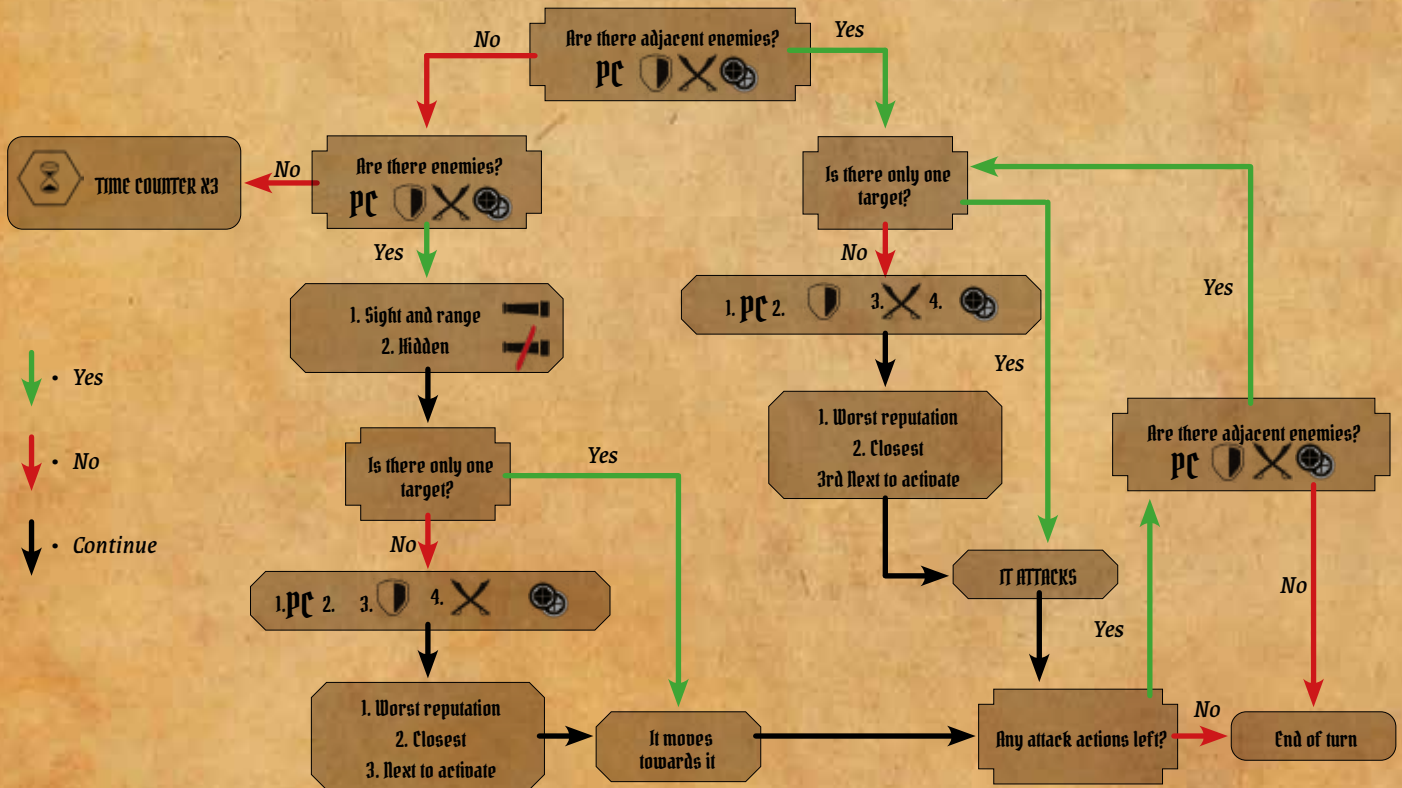 Are there adjacent enemies?
PC
No
Yes
Are there enemies?
PC
No
TIME COUNTER X3
Yes
1. Sight and range
2. Hidden
Is there only one
target?
Yes
No
1. PC 2. 3. 4.
1. Worst reputation
2. Closest
3. Next to activate
It moves
towards it
Is there only one
target?
No
Yes
1. PC 2. 3. 4.
1. Worst reputation
2. Closest
3rd Next to activate
IT ATTACKS
Any attack actions left?
Yes
No
Are there adjacent enemies?
PC
Yes
No
End of turn
• Yes
• No
• Continue